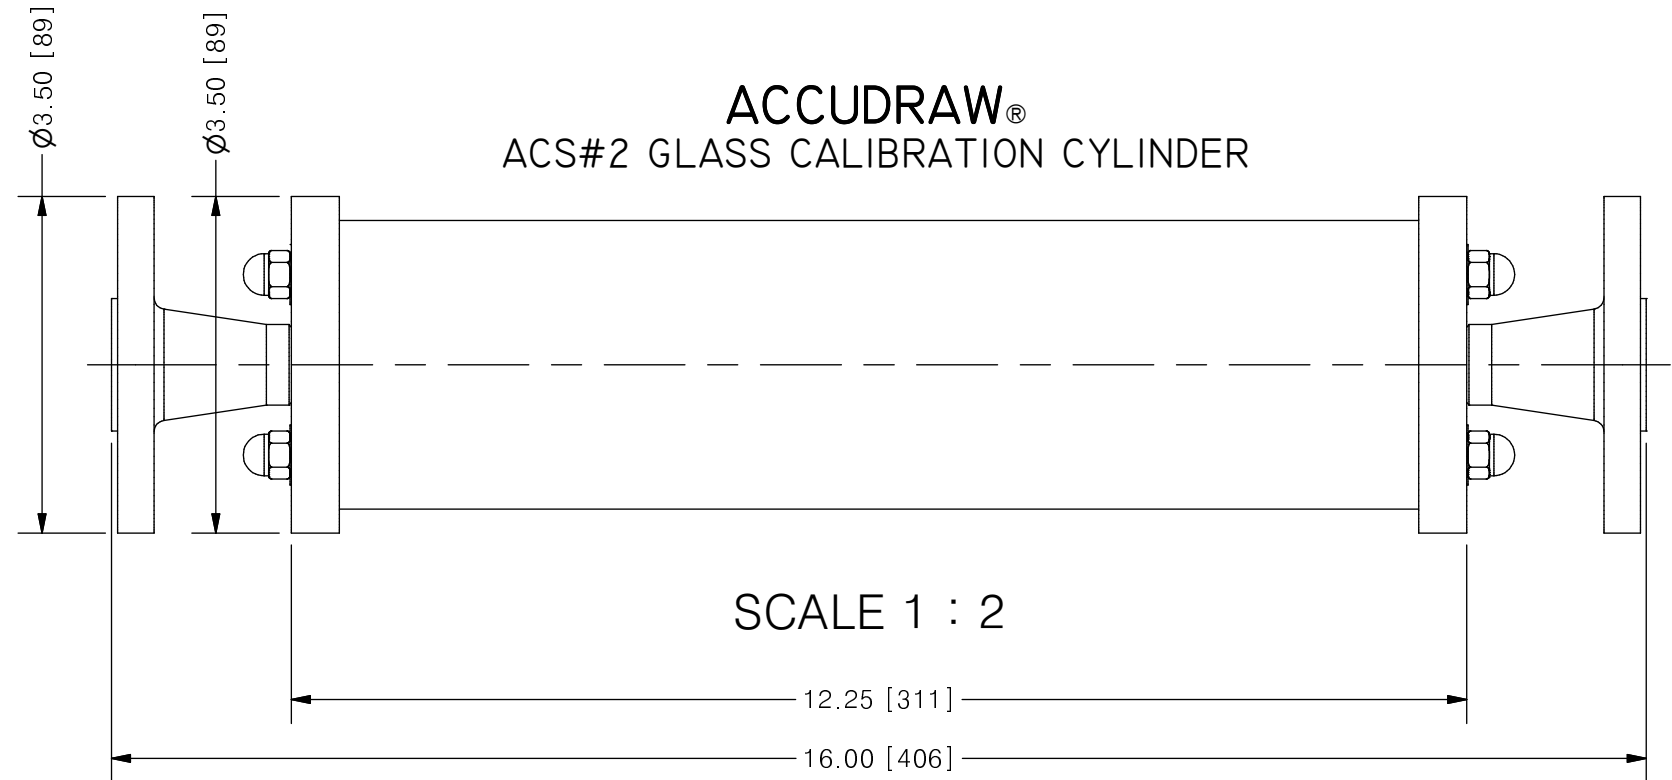 Ø3.50 [89]
Ø3.50 [89]
ACCUDRAW®
ACS#2 GLASS CALIBRATION CYLINDER
SCALE 1 : 2
12.25 [311]
16.00 [406]